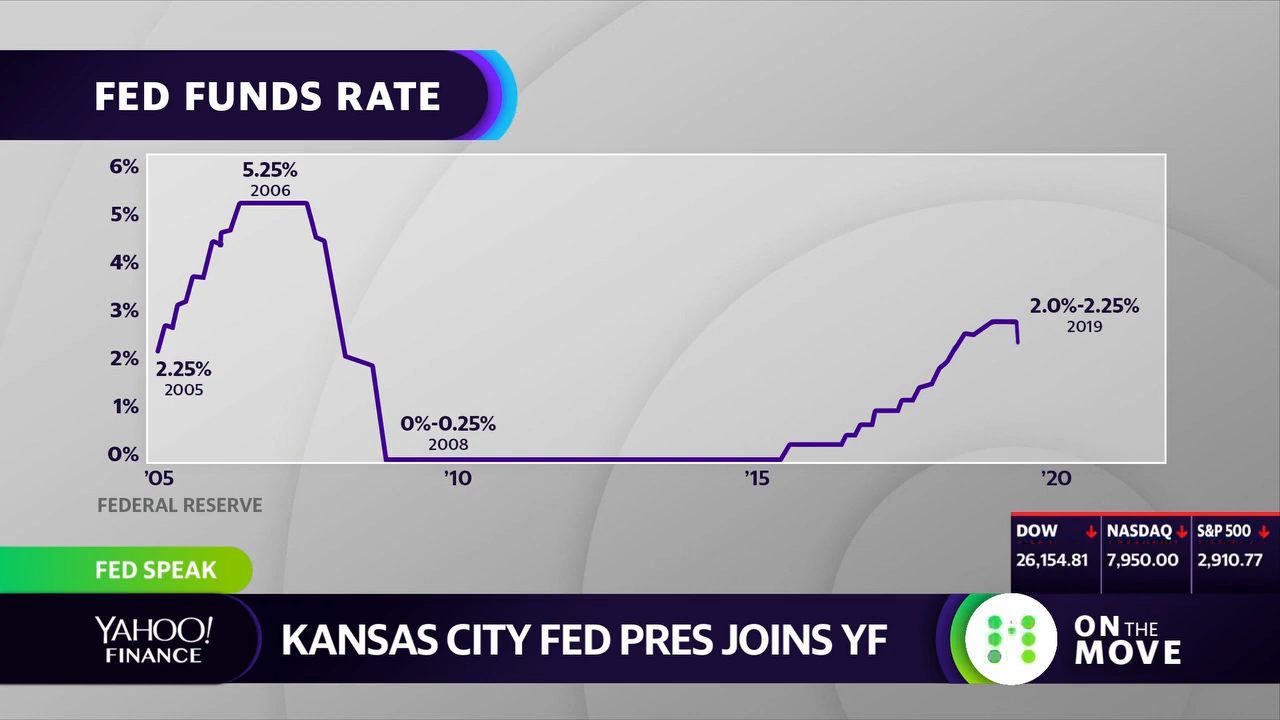 FED FUNDS RATE
6%
5%
4%
3%
2%
1%
0%
5.25%
2006
2.25%
2005
0%-0.25%
2008
2.0%-2.25%
2019
’05
’10
’15
’20
FEDERAL RESERVE
DOW
26,154.81
NASDAQ
7,950.00
S&P 500
2,910.77
FED SPEAK
YAHOO!
FINANCE
KANSAS CITY FED PRES JOINS YF
ON THE
MOVE